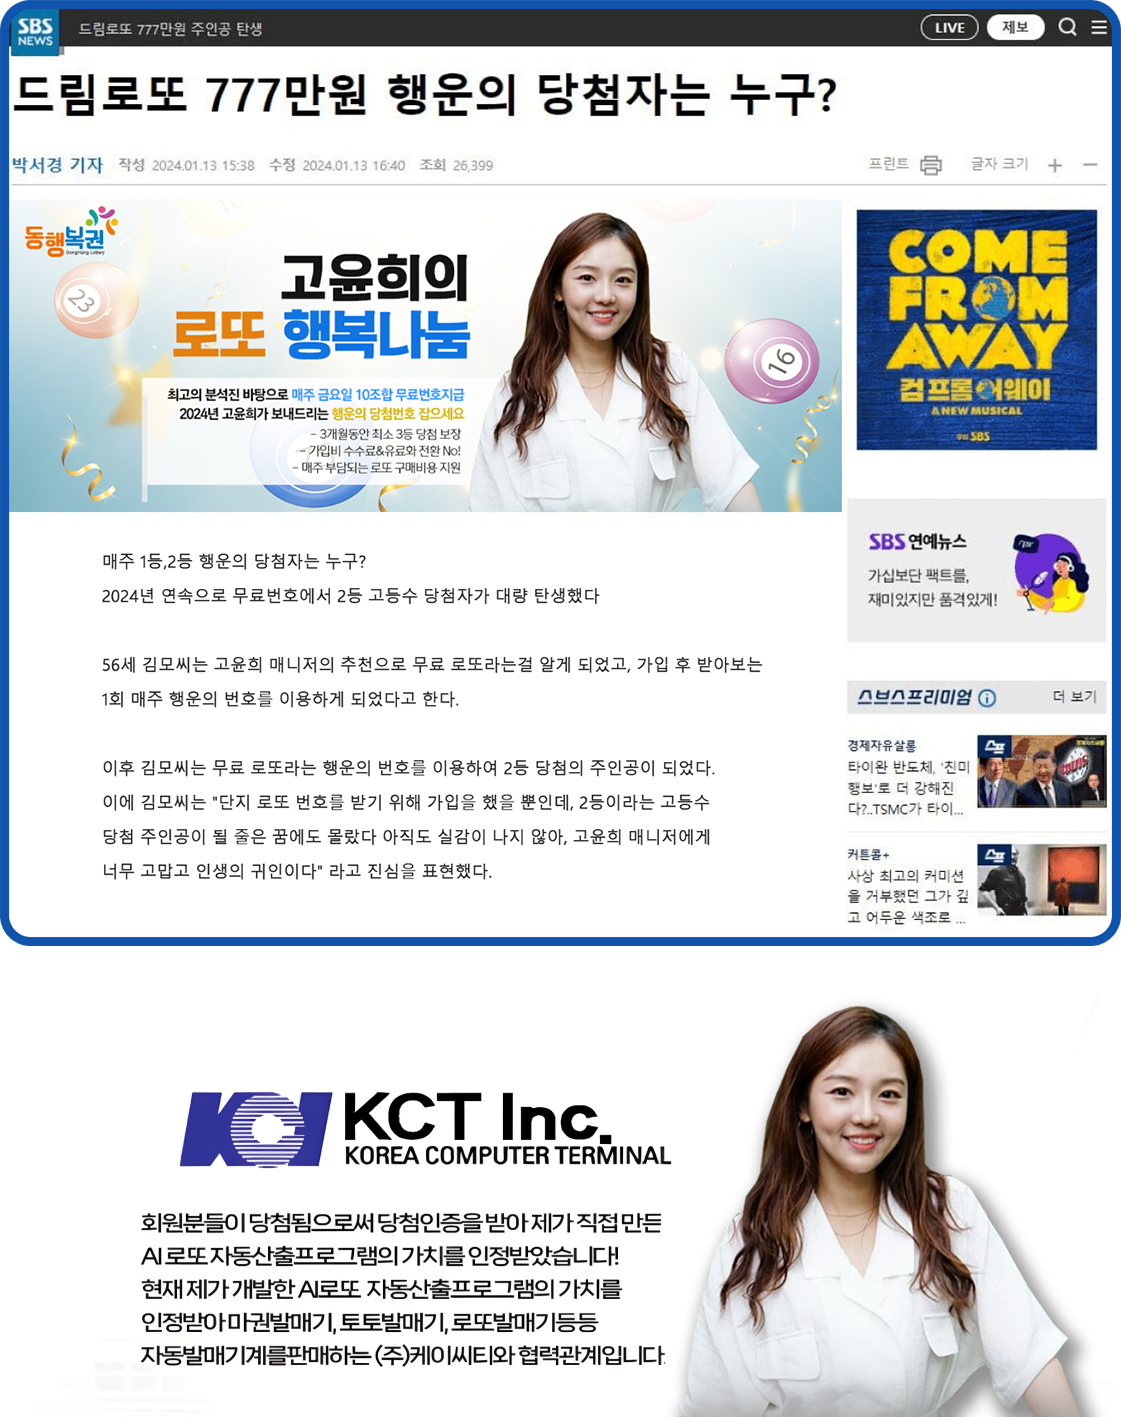 SBS NEWS
드림로또 777만원 주인공 탄생
LIVE
제보
드림로또 777만원 행운의 당첨자는 누구?
박서경 기자 작성 2024.01.13 15:38 수정 2024.01.13 16:40 조회 26,399
프린트
글자 크기
동행복권
DongHang Lottery
23
고윤희의
로또 행복나눔
16
최고의 분석진 바탕으로 매주 금요일 10조합 무료번호지급
2024년 고윤희가 보내드리는 행운의 당첨번호 잡으세요
- 3개월동안 최소 3등 당첨 보장
- 가입비 수수료&유료화 전환 No!
- 매주 부담되는 로또 구매비용 지원
COME
FROM
AWAY
컴 프롬 어웨이
A NEW MUSICAL
주최 SBS
SBS 연예뉴스
가십보단 팩트를,
재미있지만 품격있게!
매주 1등,2등 행운의 당첨자는 누구?
2024년 연속으로 무료번호에서 2등 고등수 당첨자가 대량 탄생했다
56세 김모씨는 고윤희 매니저의 추천으로 무료 로또라는걸 알게 되었고, 가입 후 받아보는
1회 매주 행운의 번호를 이용하게 되었다고 한다.
이후 김모씨는 무료 로또라는 행운의 번호를 이용하여 2등 당첨의 주인공이 되었다.
이에 김모씨는 "단지 로또 번호를 받기 위해 가입을 했을 뿐인데, 2등이라는 고등수
당첨 주인공이 될 줄은 꿈에도 몰랐다 아직도 실감이 나지 않아, 고윤희 매니저에게
너무 고맙고 인생의 귀인이다" 라고 진심을 표현했다.
스브스프리미엄
더 보기
경제자유살롱
타이완 반도체, '진미
행보'로 더 강해진
다?..TSMC가 타이...
스프
커튼콜+
사상 최고의 커미션
을 거부했던 그가 깊
고 어두운 색조로 ...
스프
KCT Inc.
KOREA COMPUTER TERMINAL
회원분들이 당첨됨으로써 당첨인증을 받아 제가 직접 만든
AI 로또 자동산출프로그램의 가치를 인정받았습니다!
현재 제가 개발한 AI로또 자동산출프로그램의 가치를
인정받아 마권발매기, 토토발매기, 로또발매기등등
자동발매기계를판매하는 (주)케이씨티와 협력관계입니다.